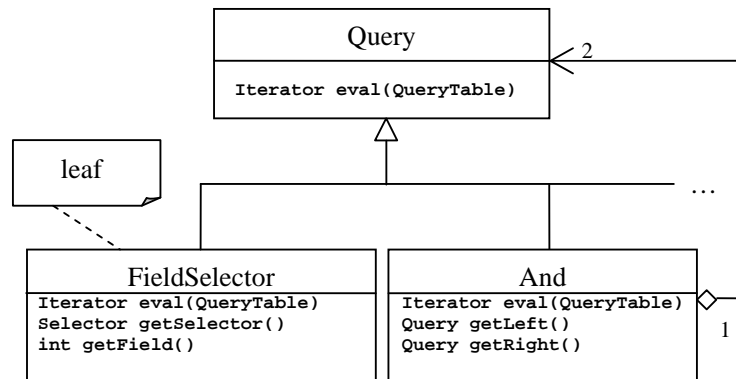 Query
2
Iterator eval(QueryTable)
leaf
...
FieldSelector
Iterator eval(QueryTable)
Selector getSelector()
int getField()
And
Iterator eval(QueryTable)
Query getLeft()
Query getRight()
1